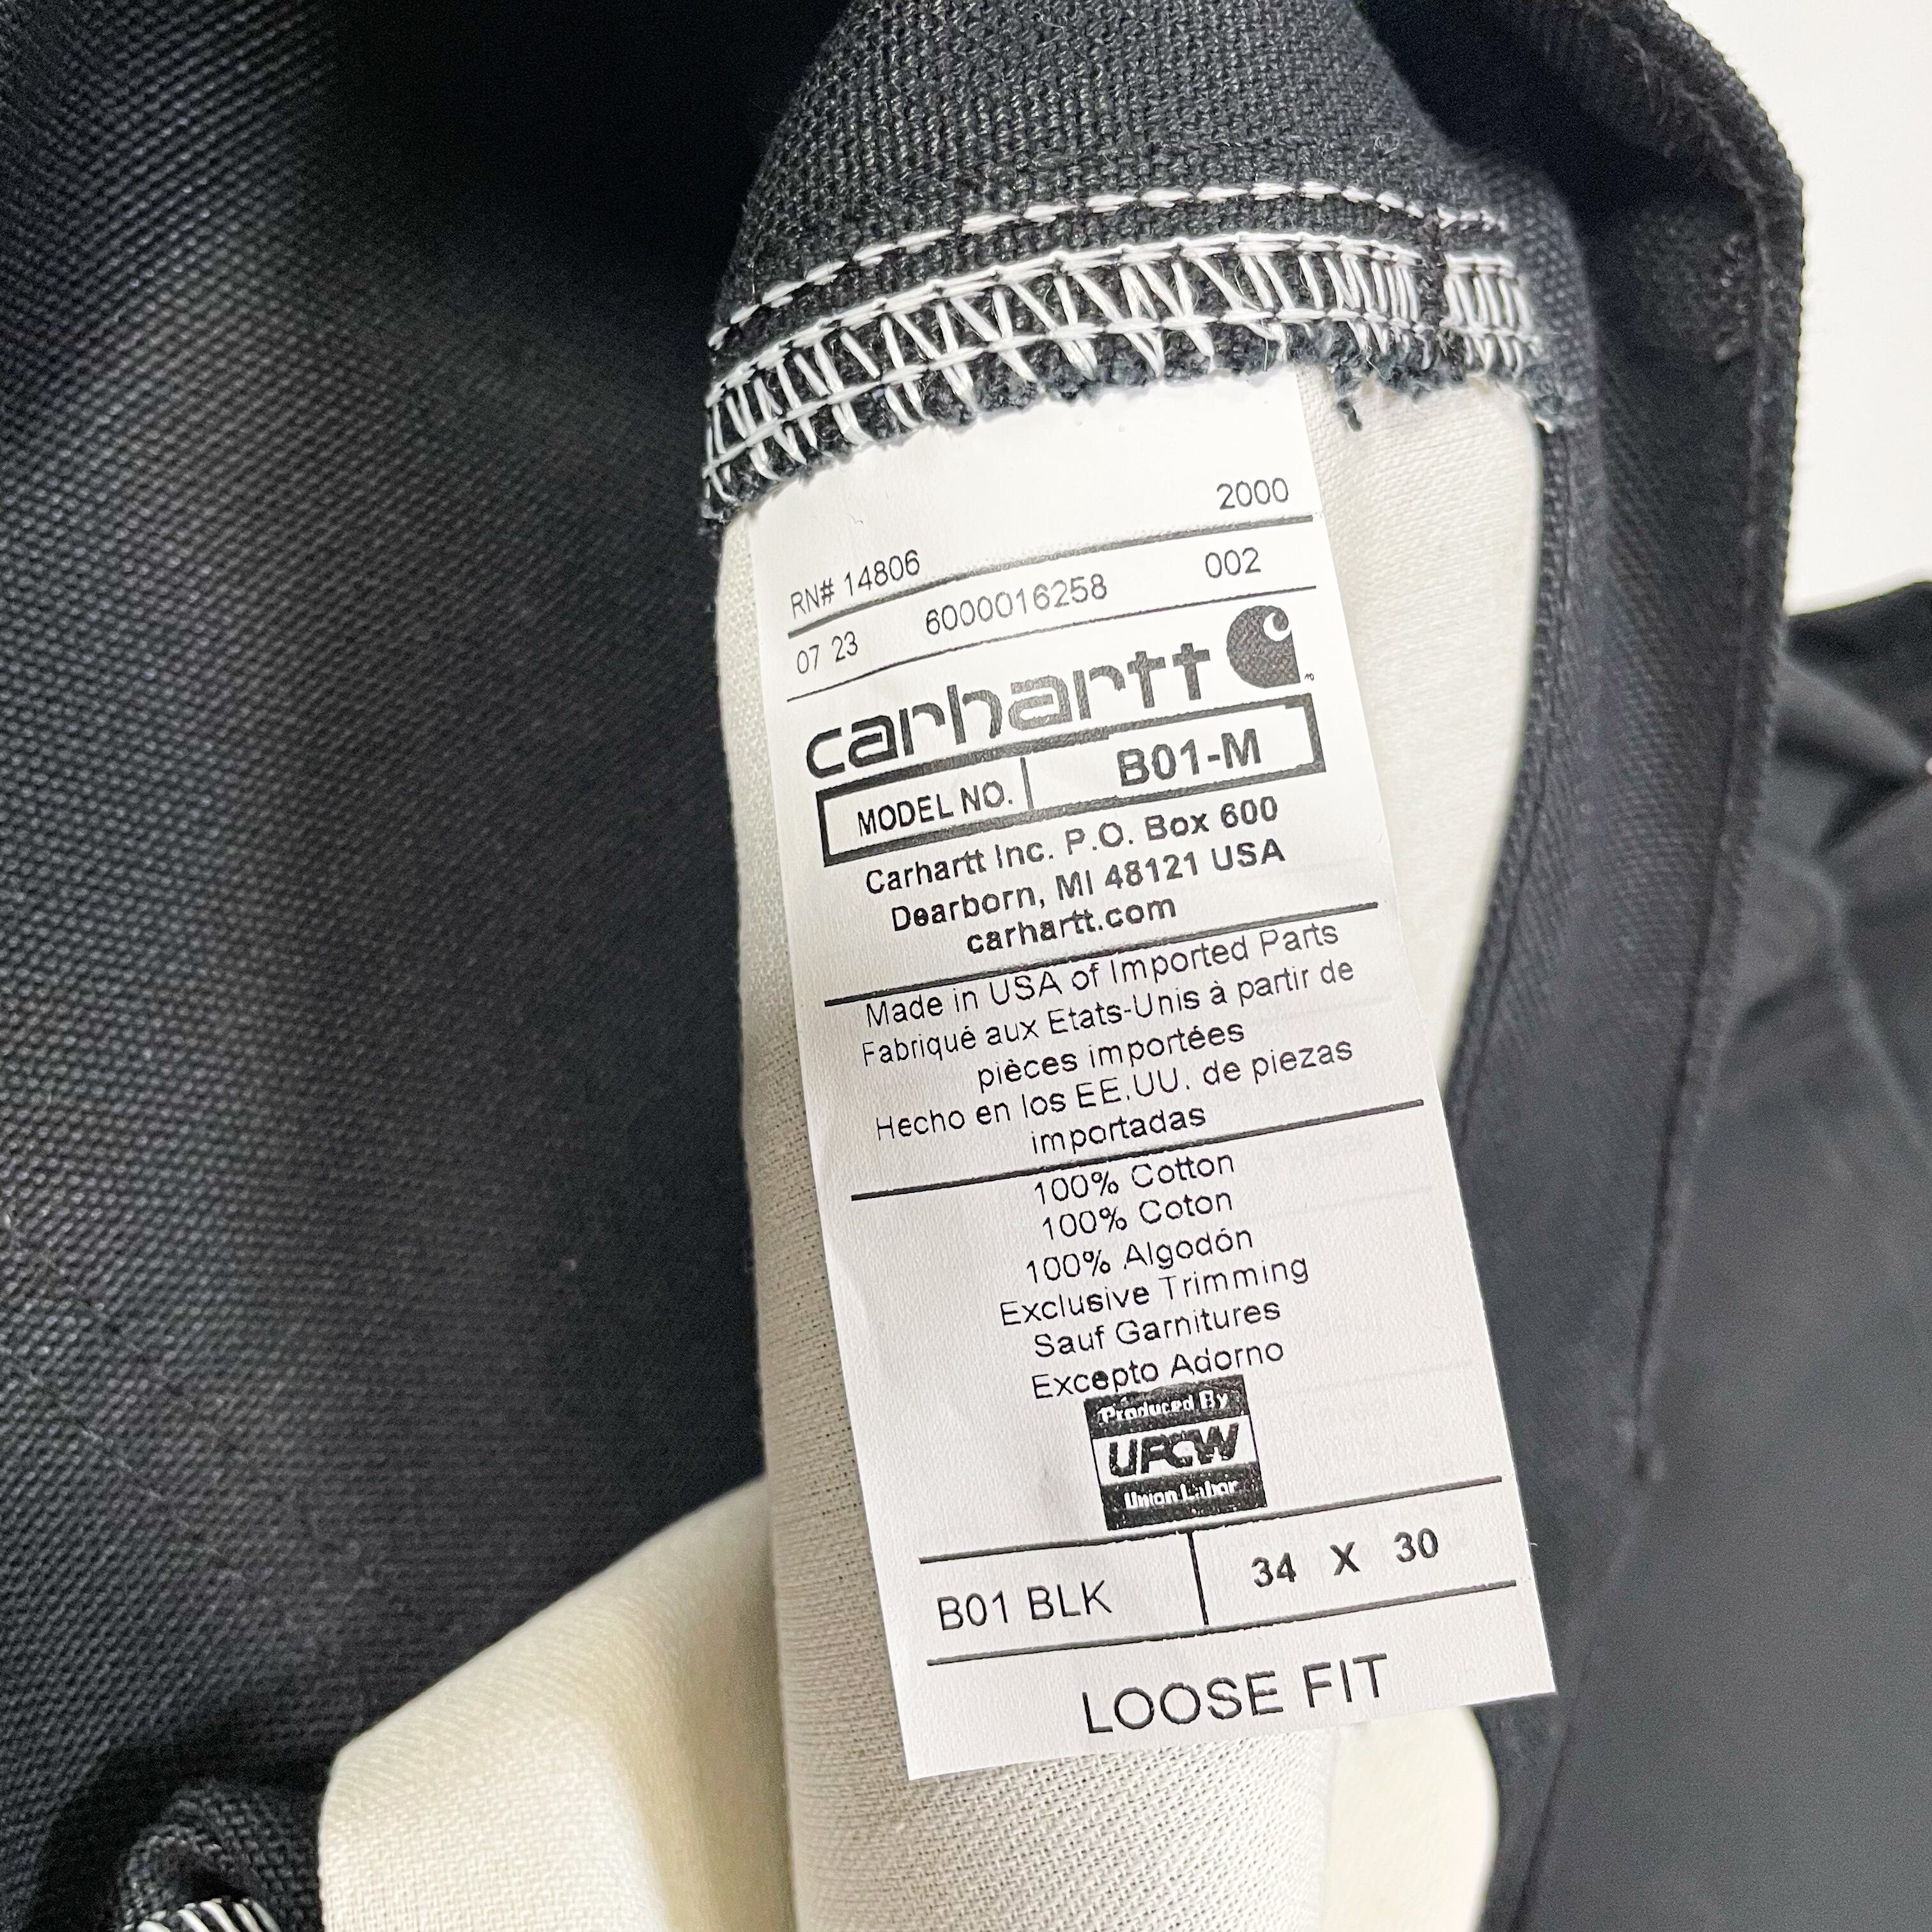 2000
RN# 14806
07 23 6000016258 002
carhartt
MODEL NO. B01-M
Carhartt Inc. P.O. Box 600
Dearborn, MI 48121 USA
carhartt.com
Made in USA of Imported Parts
Fabriqué aux Etats-Unis à partir de
pièces importées
Hecho en los EE.UU. de piezas
importadas
100% Cotton
100% Coton
100% Algodón
Exclusive Trimming
Sauf Garnitures
Excepto Adorno
Produced By
UFCW
Union Labor
B01 BLK 34 X 30
LOOSE FIT